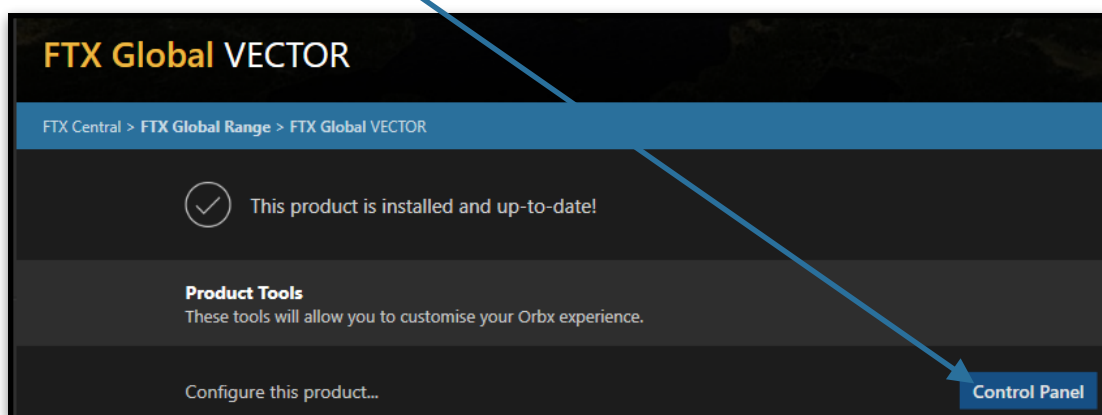 FTX Global VECTOR
FTX Central > FTX Global Range > FTX Global VECTOR
This product is installed and up-to-date!
Product Tools
These tools will allow you to customise your Orbx experience.
Configure this product...
Control Panel